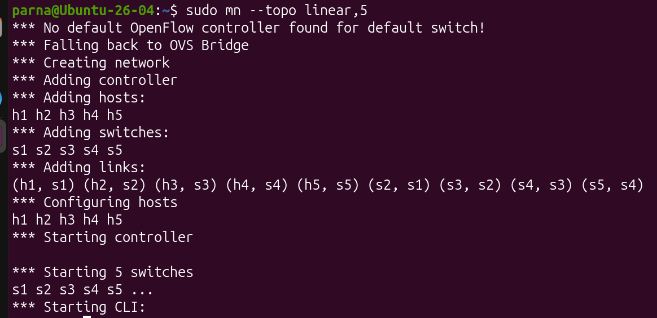 parna@Ubuntu-26-04:~$ sudo mn --topo linear,5
*** No default OpenFlow controller found for default switch!
*** Falling back to OVS Bridge
*** Creating network
*** Adding controller
*** Adding hosts:
h1 h2 h3 h4 h5
*** Adding switches:
s1 s2 s3 s4 s5
*** Adding links:
(h1, s1) (h2, s2) (h3, s3) (h4, s4) (h5, s5) (s2, s1) (s3, s2) (s4, s3) (s5, s4)
*** Configuring hosts
h1 h2 h3 h4 h5
*** Starting controller

*** Starting 5 switches
s1 s2 s3 s4 s5 ...
*** Starting CLI: